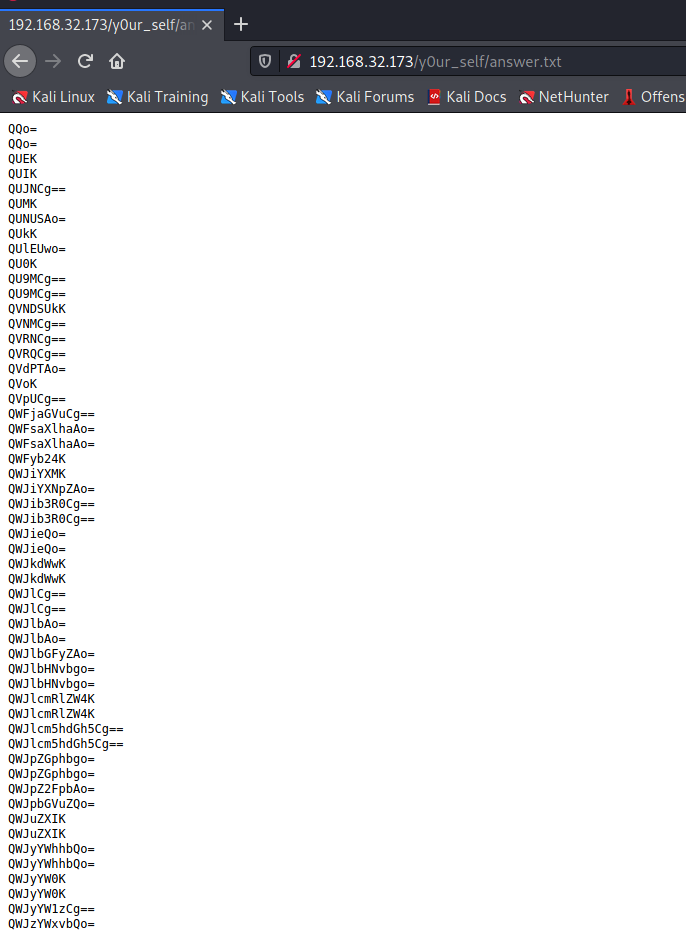 192.168.32.173/y0ur_self/an
192.168.32.173/y0ur_self/answer.txt
Kali Linux Kali Training Kali Tools Kali Forums Kali Docs NetHunter Offens
QQo=
QQo=
QUEK
QUIK
QUJNCg==
QUMK
QUNUSAo=
QUkK
QUlEUwo=
QU0K
QU9MCg==
QU9MCg==
QVNDSUkK
QVNMCg==
QVRNCg==
QVRQCg==
QVdPTAo=
QVoK
QVpUCg==
QWFjaGVuCg==
QWFsaXlhaAo=
QWFsaXlhaAo=
QWFyb24K
QWJiYXMK
QWJiYXNpZAo=
QWJib3R0Cg==
QWJib3R0Cg==
QWJieQo=
QWJieQo=
QWJkdWwK
QWJkdWwK
QWJlCg==
QWJlCg==
QWJlbAo=
QWJlbAo=
QWJlbGFyZAo=
QWJlbHNvbgo=
QWJlbHNvbgo=
QWJlcmRlZW4K
QWJlcmRlZW4K
QWJlcm5hdGh5Cg==
QWJlcm5hdGh5Cg==
QWJpZGphbgo=
QWJpZGphbgo=
QWJpZ2FpbAo=
QWJpbGVuZQo=
QWJuZXIK
QWJuZXIK
QWJyYWhhbQo=
QWJyYWhhbQo=
QWJyYW0K
QWJyYW0K
QWJyYW1zCg==
QWJzYWxvbQo=